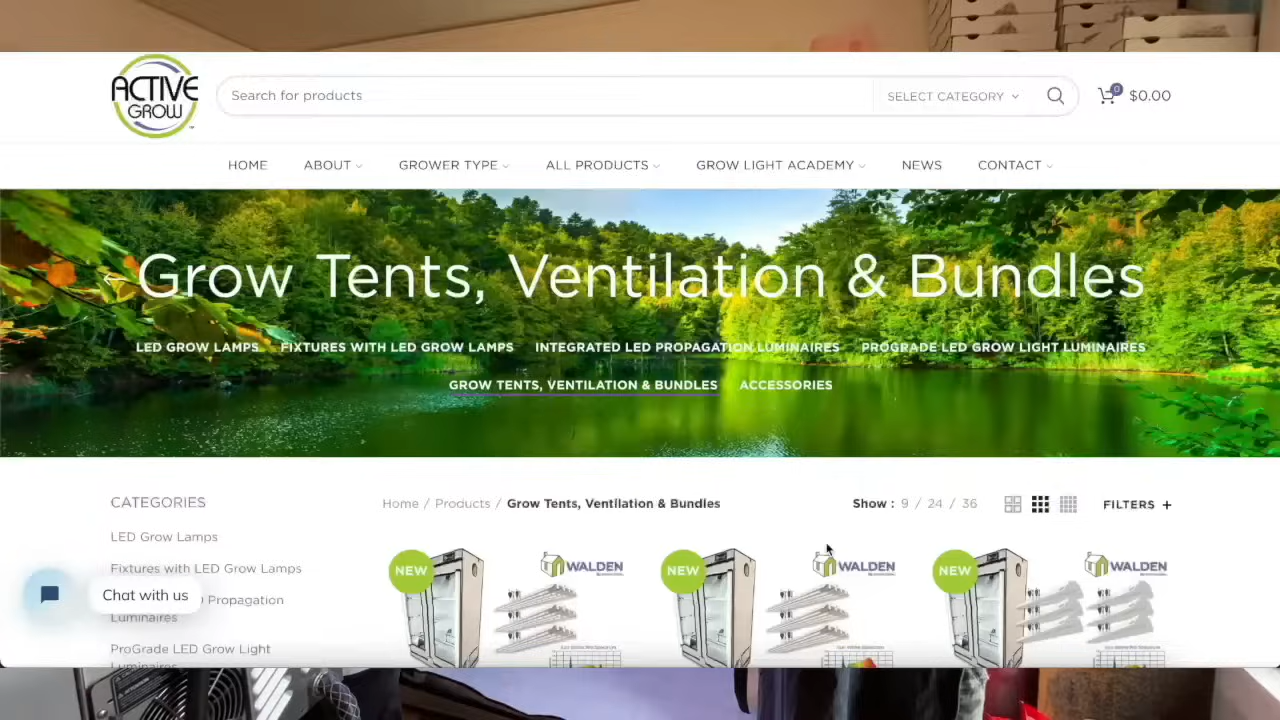 ACTIVE
GROW
Search for products
SELECT CATEGORY
0
$0.00
HOME
ABOUT
GROWER TYPE
ALL PRODUCTS
GROW LIGHT ACADEMY
NEWS
CONTACT
Grow Tents, Ventilation & Bundles
LED GROW LAMPS
FIXTURES WITH LED GROW LAMPS
INTEGRATED LED PROPAGATION LUMINAIRES
PROGRADE LED GROW LIGHT LUMINAIRES
GROW TENTS, VENTILATION & BUNDLES
ACCESSORIES
CATEGORIES
Home / Products / Grow Tents, Ventilation & Bundles
Show : 9 / 24 / 36
FILTERS +
LED Grow Lamps
Fixtures with LED Grow Lamps
Propagation
Luminaires
ProGrade LED Grow Light
Luminaires
Chat with us
NEW
WALDEN
NEW
WALDEN
NEW
WALDEN